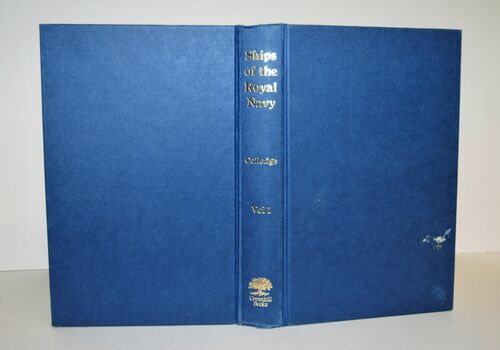 Ships
of the
Royal
Navy
Colledge
Vol 1
Greenhill
Books